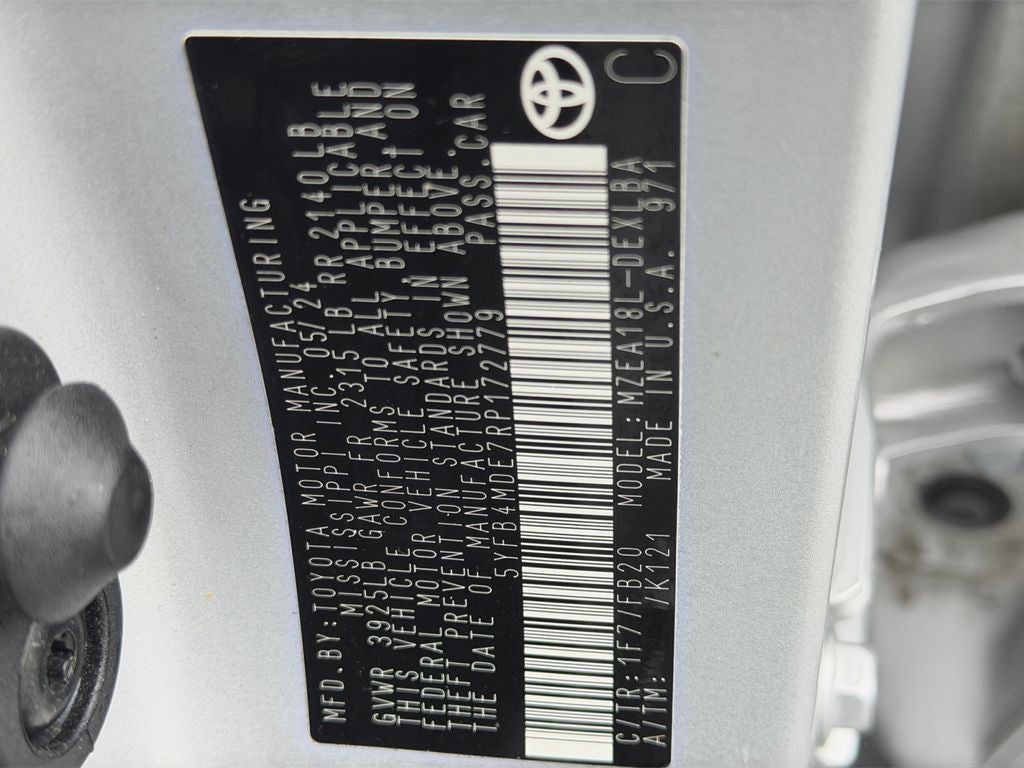 MFD.BY:TOYOTA MOTOR MANUFACTURING
MISSISSIPPI INC. 05/24
GVWR 3925LB GAWR FR 2315 LB RR 2140LB
THIS VEHICLE CONFORMS TO ALL APPLICABLE
FEDERAL MOTOR VEHICLE SAFETY BUMPER AND
THEFT PREVENTION STANDARDS IN EFFECT ON
THE DATE OF MANUFACTURE SHOWN ABOVE.
5YFB4MDE7RP172779 PASS.CAR
C/TR:1F7/FB20 MODEL:MZEA18L-DEXLBA
A/TM: /K121 MADE IN U.S.A. 971
C